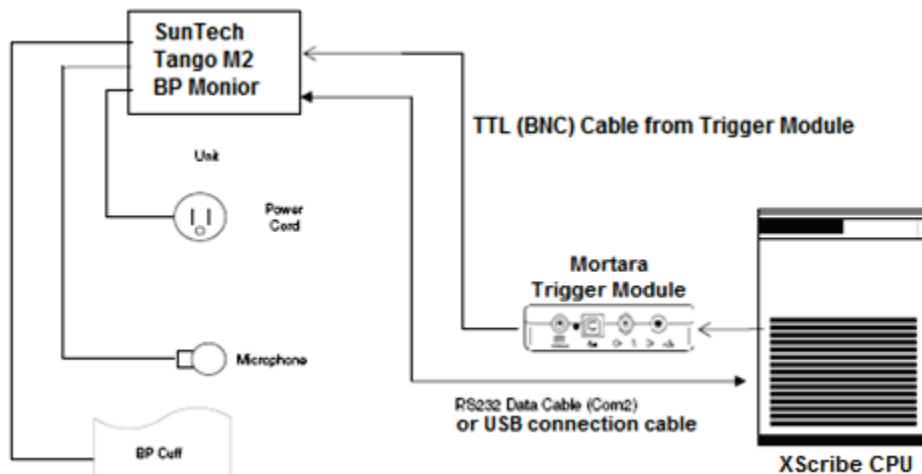 SunTech
Tango M2
BP Monior
TTL (BNC) Cable from Trigger Module
Unit
Power
Cord
Mortara
Trigger Module
Microphone
RS232 Data Cable (Com2)
or USB connection cable
BP Cuff
XScribe CPU